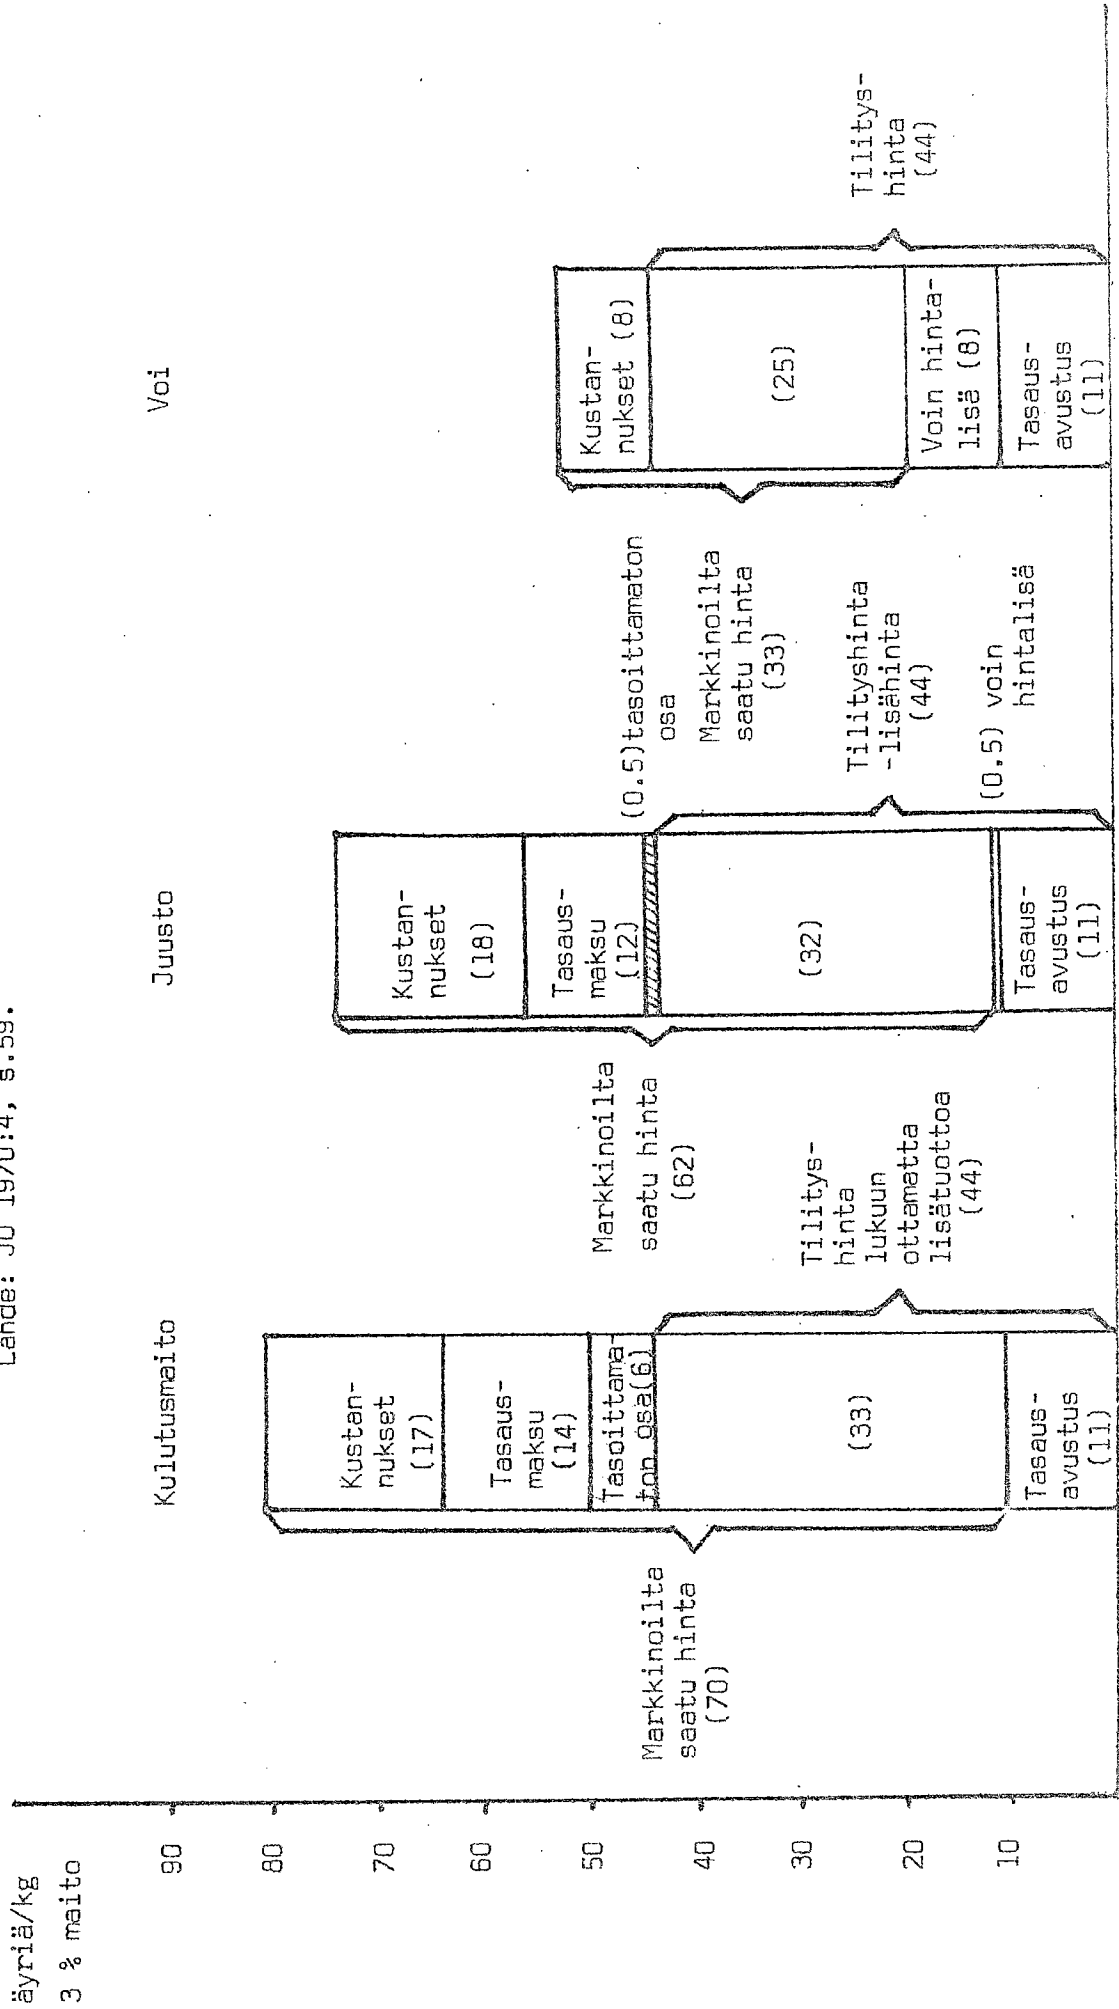 Lähde: JU 1970:4, s.59.
äyriä/kg
3 % maito
90
80
70
60
50
40
30
20
10
Kulutusmaito
Markkinoilta
saatu hinta
(70)
Kustan-
nukset
(17)
Tasaus-
maksu
(14)
Tasoittama-
ton osa(6)
(33)
Tasaus-
avustus
(11)
Tilitys-
hinta
lukuun
ottamatta
lisätuottoa
(44)
Juusto
Markkinoilta
saatu hinta
(62)
Kustan-
nukset
(18)
Tasaus-
maksu
(12)
(32)
Tasaus-
avustus
(11)
(0.5)tasoittamaton
osa
Tilityshinta
-lisähinta
(44)
(0.5) voin
hintalisä
Voi
Markkinoilta
saatu hinta
(33)
Kustan-
nukset (8)
(25)
Voin hinta-
lisä (8)
Tasaus-
avustus
(11)
Tilitys-
hinta
(44)